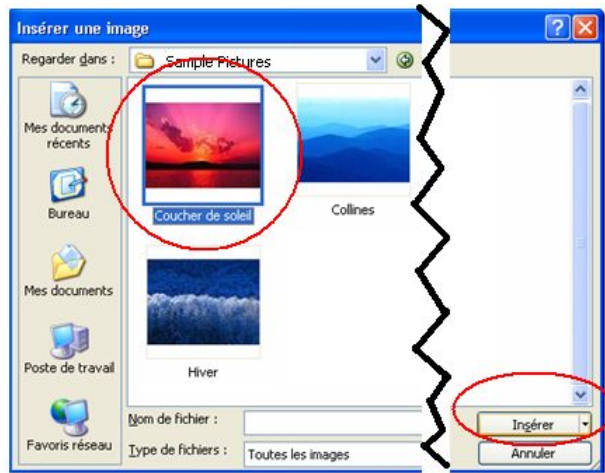 Insérer une image
Regarder dans :
Sample Pictures
Mes documents
récents
Bureau
Mes documents
Poste de travail
Favoris réseau
Coucher de soleil
Collines
Hiver
Nom de fichier :
Insérer
Type de fichiers :
Toutes les images
Annuler